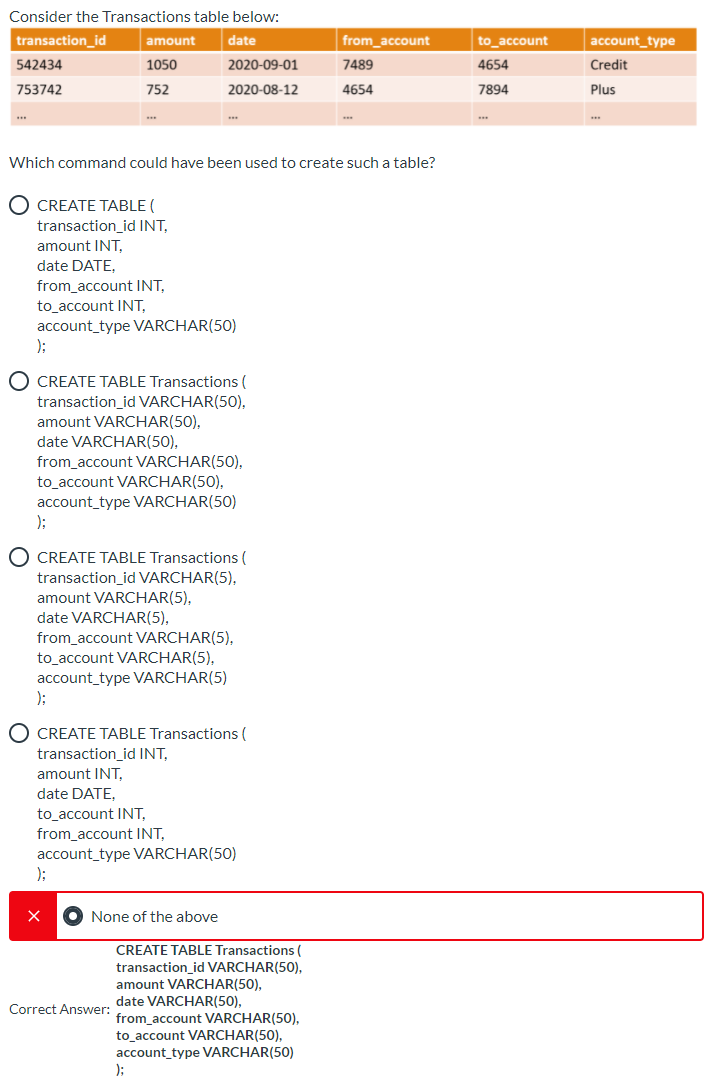 Consider the Transactions table below:
transaction_id amount date from_account to_account account_type
542434 1050 2020-09-01 7489 4654 Credit
753742 752 2020-08-12 4654 7894 Plus
... ... ... ... ... ...
Which command could have been used to create such a table?
CREATE TABLE (
transaction_id INT,
amount INT,
date DATE,
from_account INT,
to_account INT,
account_type VARCHAR(50)
);
CREATE TABLE Transactions (
transaction_id VARCHAR(50),
amount VARCHAR(50),
date VARCHAR(50),
from_account VARCHAR(50),
to_account VARCHAR(50),
account_type VARCHAR(50)
);
CREATE TABLE Transactions (
transaction_id VARCHAR(5),
amount VARCHAR(5),
date VARCHAR(5),
from_account VARCHAR(5),
to_account VARCHAR(5),
account_type VARCHAR(5)
);
CREATE TABLE Transactions (
transaction_id INT,
amount INT,
date DATE,
to_account INT,
from_account INT,
account_type VARCHAR(50)
);
None of the above
Correct Answer:
CREATE TABLE Transactions (
transaction_id VARCHAR(50),
amount VARCHAR(50),
date VARCHAR(50),
from_account VARCHAR(50),
to_account VARCHAR(50),
account_type VARCHAR(50)
);